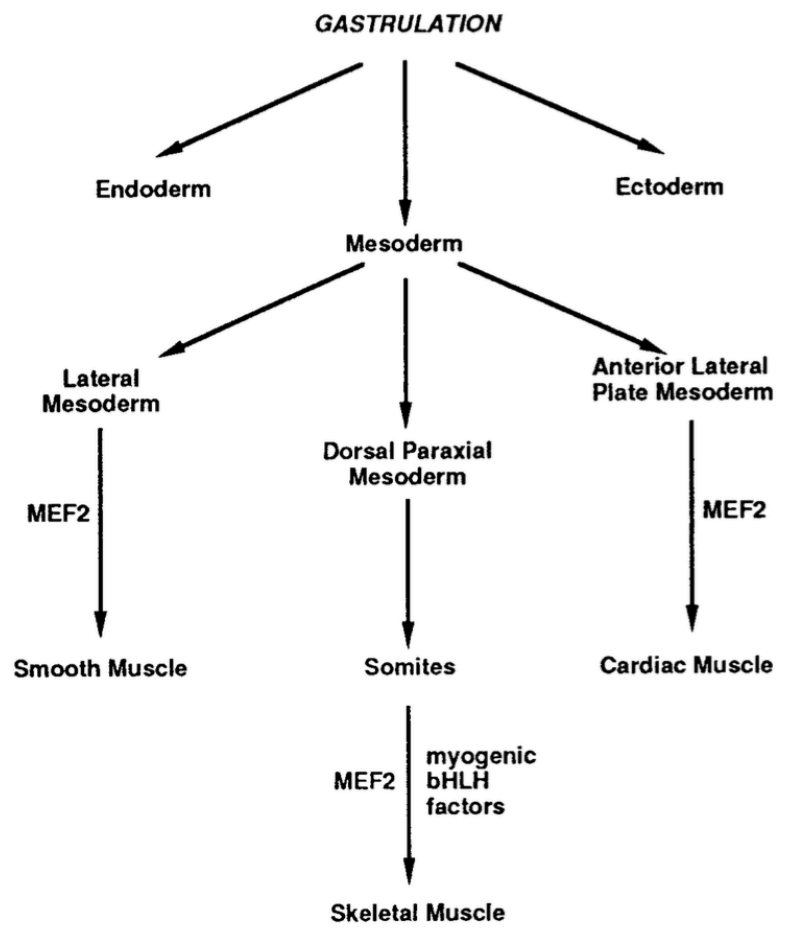 GASTRULATION
Endoderm
Ectoderm
Mesoderm
Lateral
Mesoderm
Anterior Lateral
Plate Mesoderm
Dorsal Paraxial
Mesoderm
MEF2
MEF2
Smooth Muscle
Somites
Cardiac Muscle
MEF2
myogenic
bHLH
factors
Skeletal Muscle